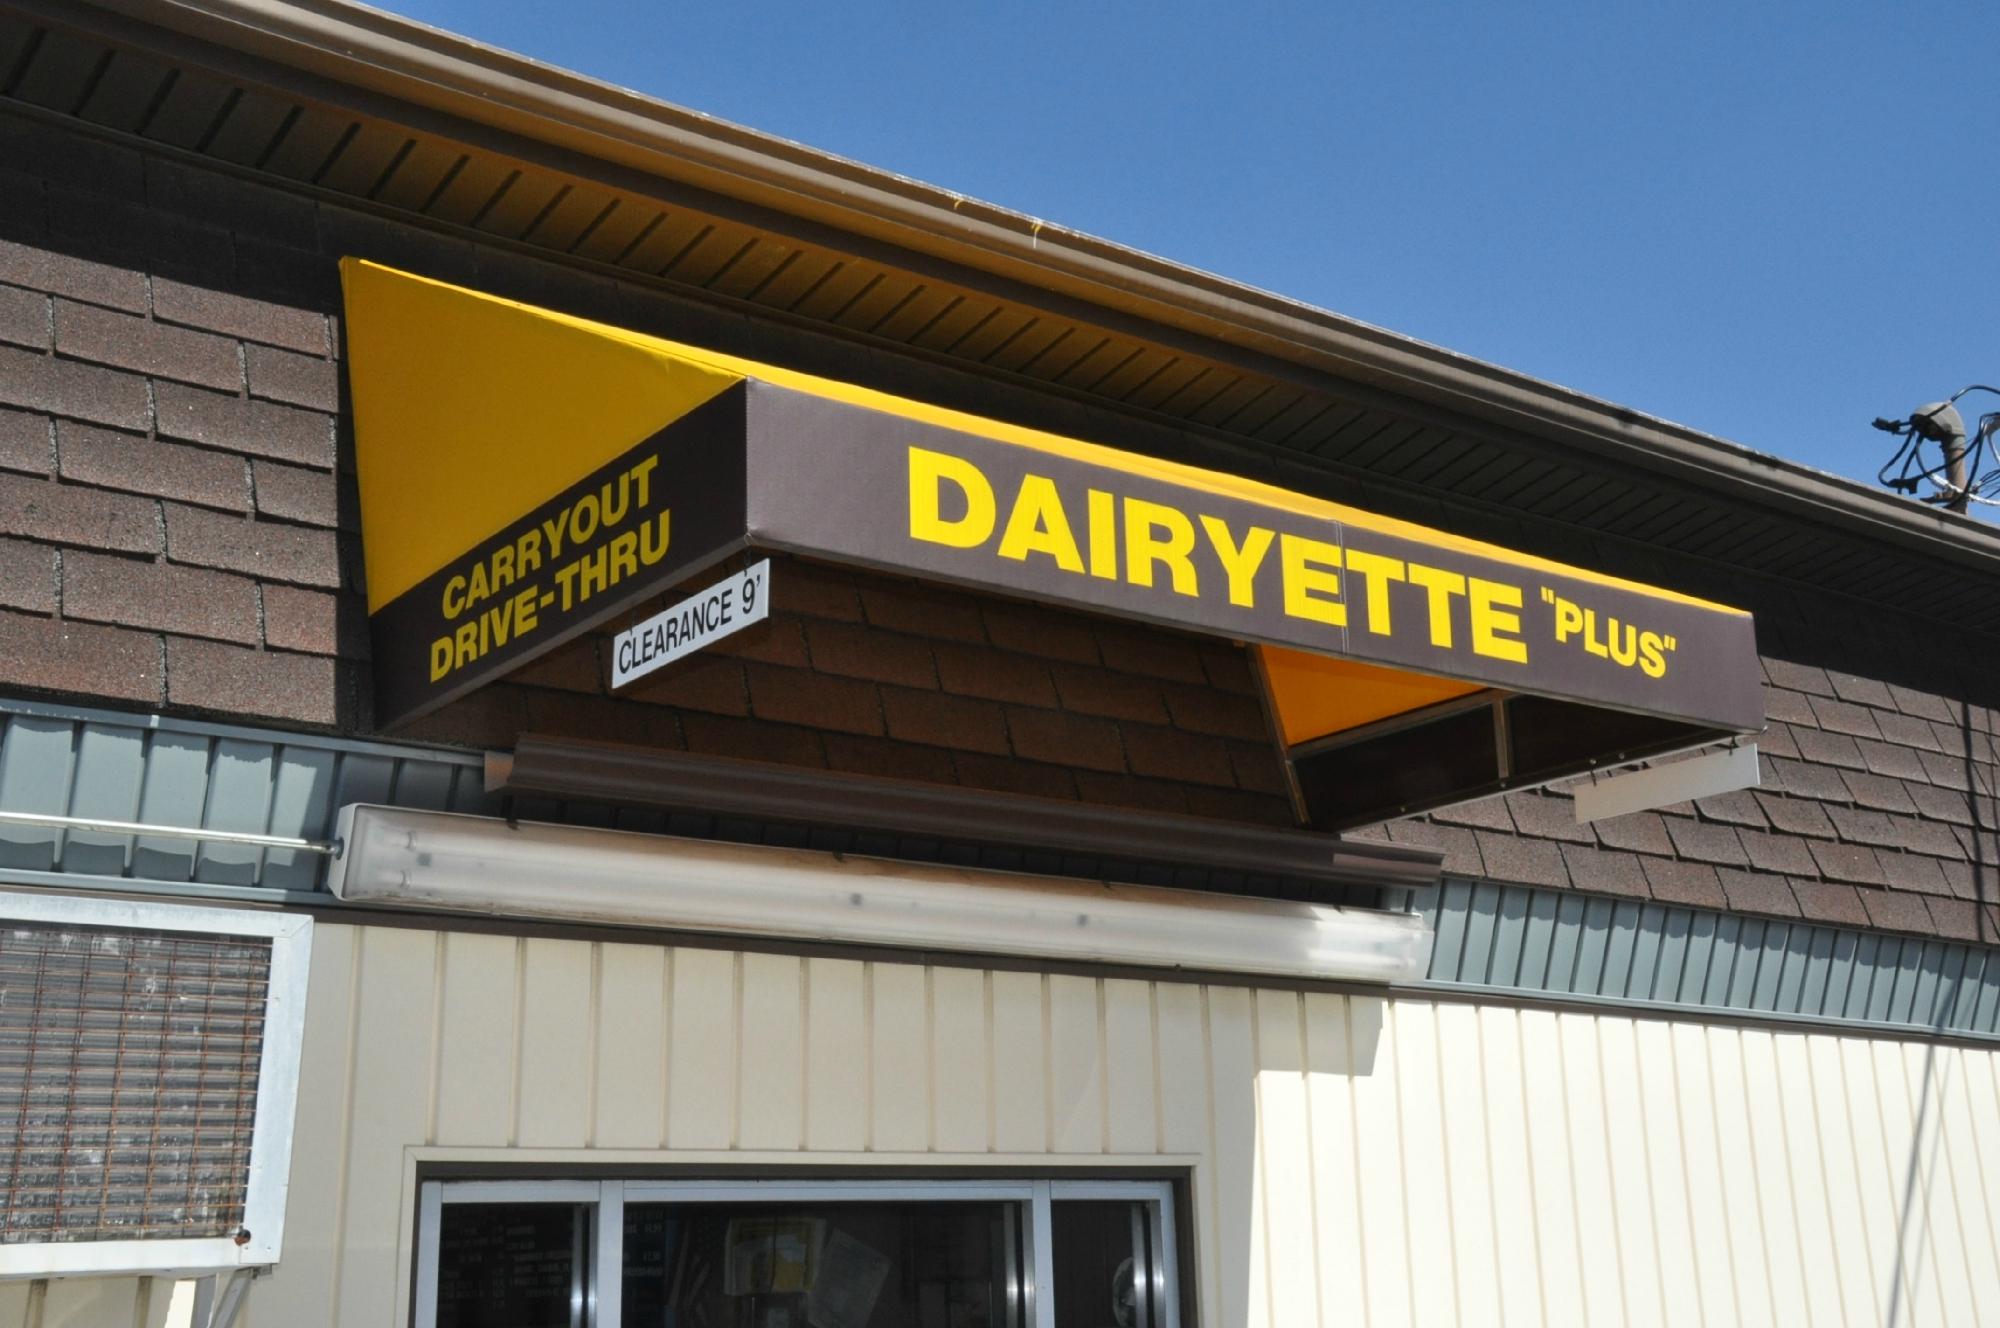 CARRYOUT
DRIVE-THRU
CLEARANCE 9'
DAIRYETTE "PLUS"